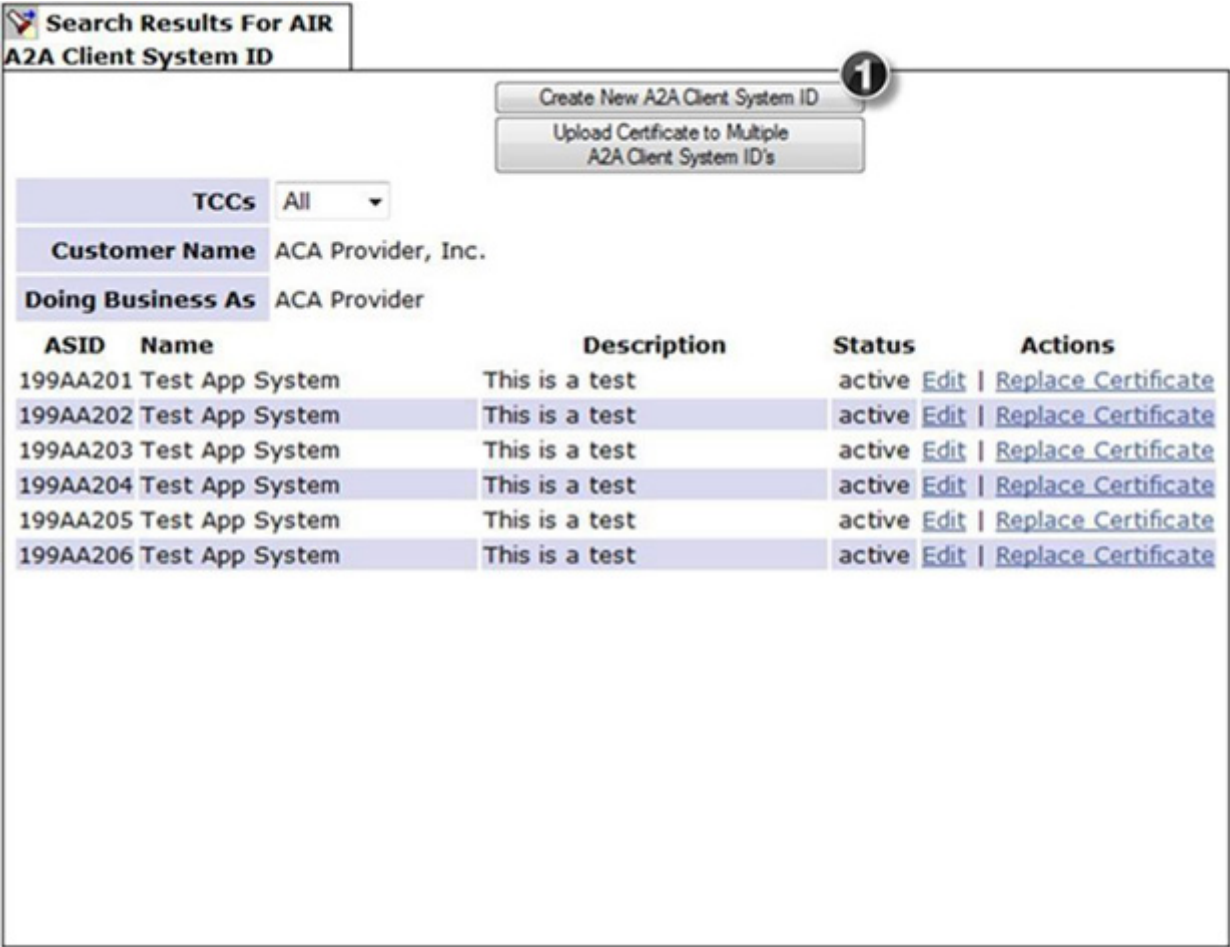 Search Results For AIR
A2A Client System ID
1
Create New A2A Client System ID
Upload Certificate to Multiple
A2A Client System ID's
TCCs All
Customer Name ACA Provider, Inc.
Doing Business As ACA Provider
ASID Name Description Status Actions
199AA201 Test App System This is a test active Edit | Replace Certificate
199AA202 Test App System This is a test active Edit | Replace Certificate
199AA203 Test App System This is a test active Edit | Replace Certificate
199AA204 Test App System This is a test active Edit | Replace Certificate
199AA205 Test App System This is a test active Edit | Replace Certificate
199AA206 Test App System This is a test active Edit | Replace Certificate